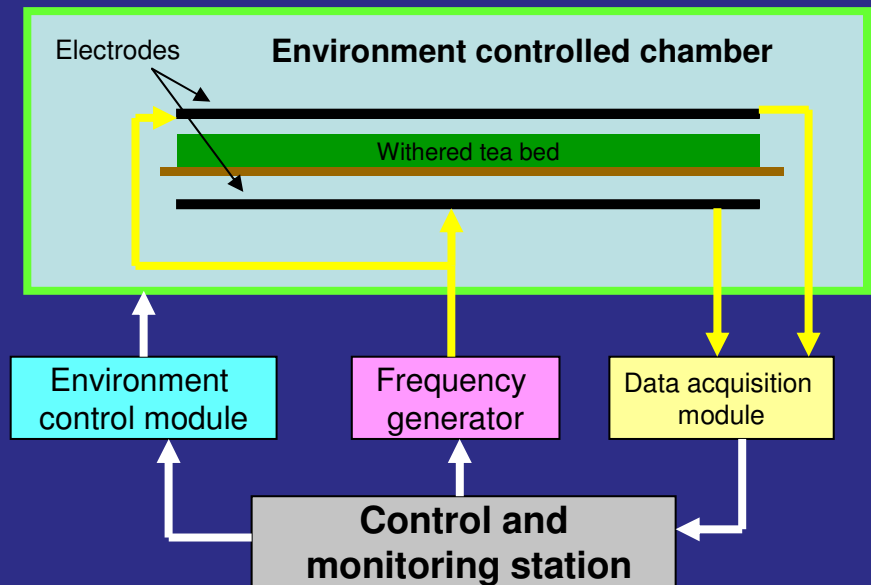 Electrodes
Environment controlled chamber
Withered tea bed
Environment
control module
Frequency
generator
Data acquisition
module
Control and
monitoring station